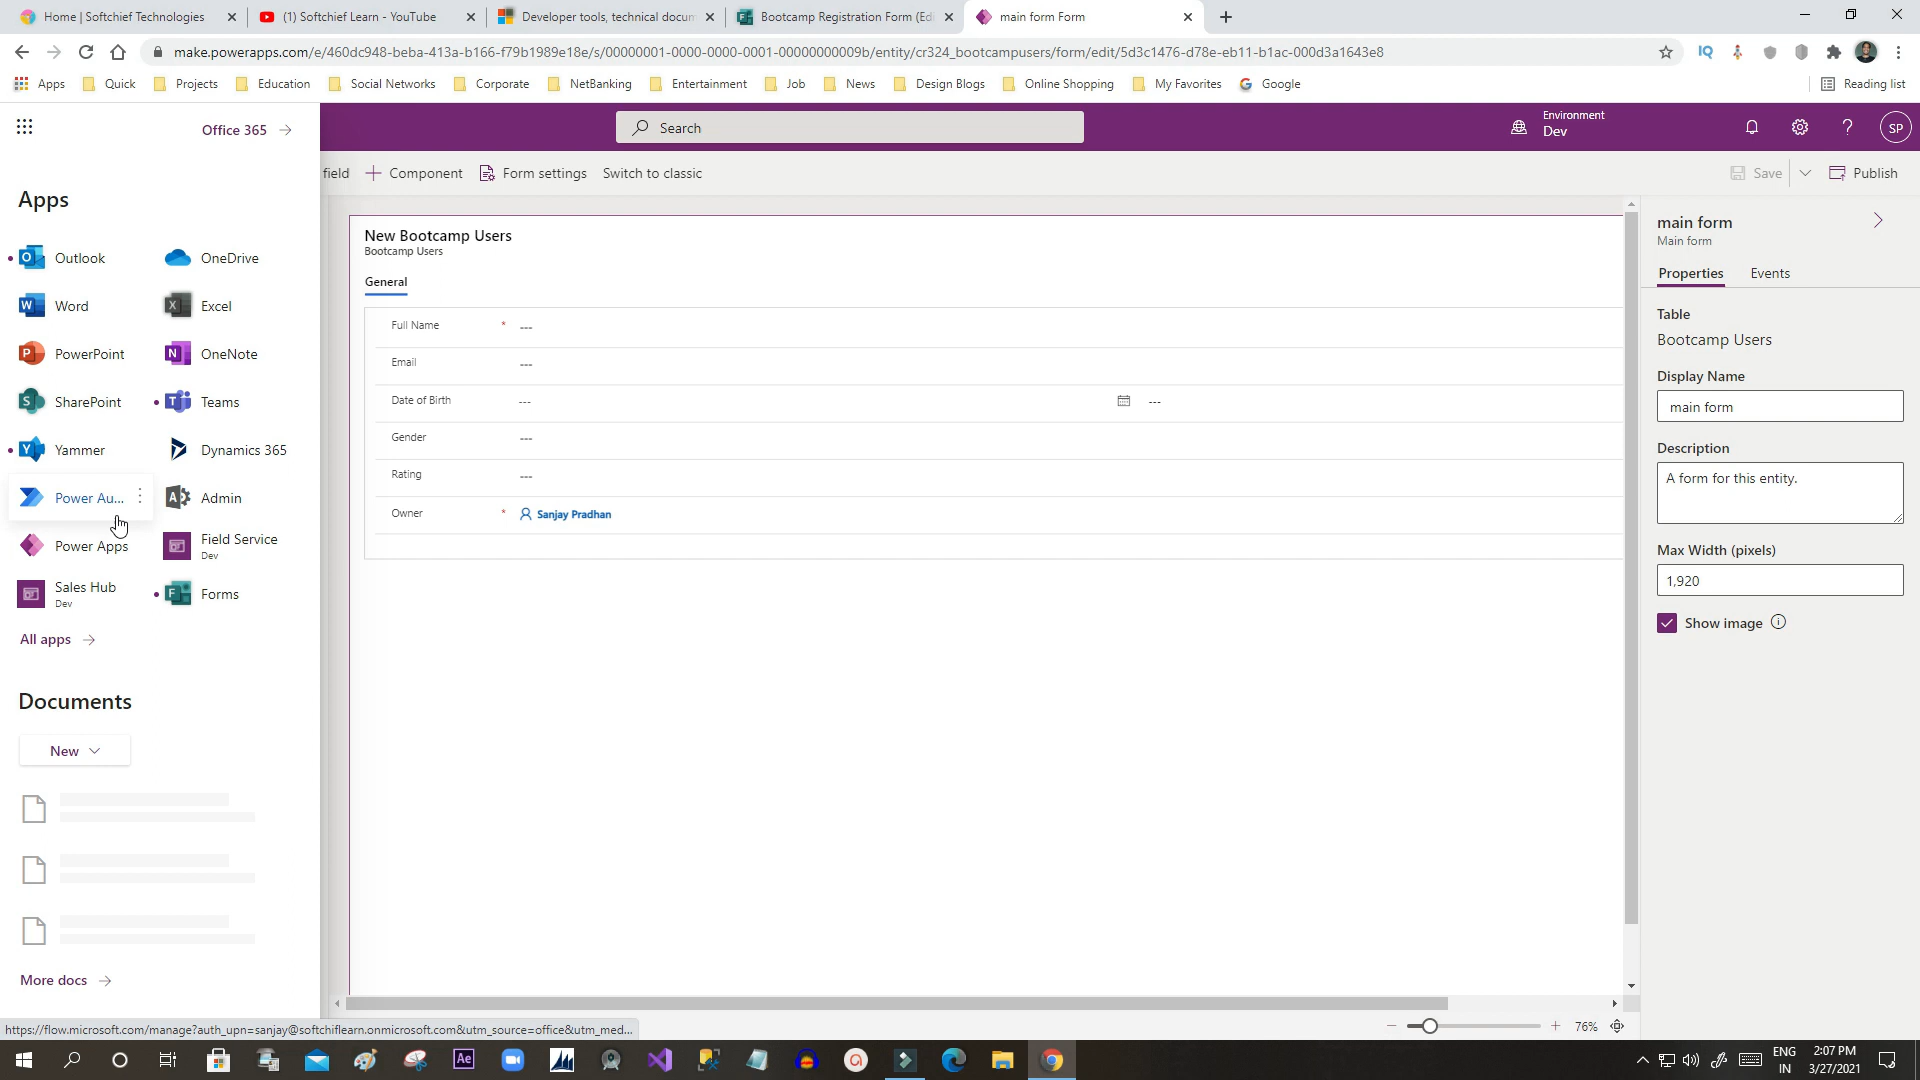 Home | Softchief Technologies
(1) Softchief Learn - YouTube
Developer tools, technical docum
Bootcamp Registration Form (Edi
main form Form
make.powerapps.com/e/460dc948-beba-413a-b166-f79b1989e18e/s/00000001-0000-0000-0001-00000000009b/entity/cr324_bootcampusers/form/edit/5d3c1476-d78e-eb11-b1ac-000d3a1643e8
IQ
Apps
Quick
Projects
Education
Social Networks
Corporate
NetBanking
Entertainment
Job
News
Design Blogs
Online Shopping
My Favorites
Google
Reading list
Office 365
Search
Environment
Dev
SP
field
Component
Form settings
Switch to classic
Save
Publish
Apps
Outlook
OneDrive
Word
Excel
PowerPoint
OneNote
SharePoint
Teams
Yammer
Dynamics 365
Power Au...
Admin
Power Apps
Field Service
Dev
Sales Hub
Dev
Forms
All apps
Documents
New
More docs
New Bootcamp Users
Bootcamp Users
General
Full Name * ---
Email ---
Date of Birth --- ---
Gender ---
Rating ---
Owner * Sanjay Pradhan
main form
Main form
Properties
Events
Table
Bootcamp Users
Display Name
main form
Description
A form for this entity.
Max Width (pixels)
1,920
Show image
https://flow.microsoft.com/manage?auth_upn=sanjay@softchieflearn.onmicrosoft.com&utm_source=office&utm_med...
76%
Ae
ENG
IN
2:07 PM
3/27/2021